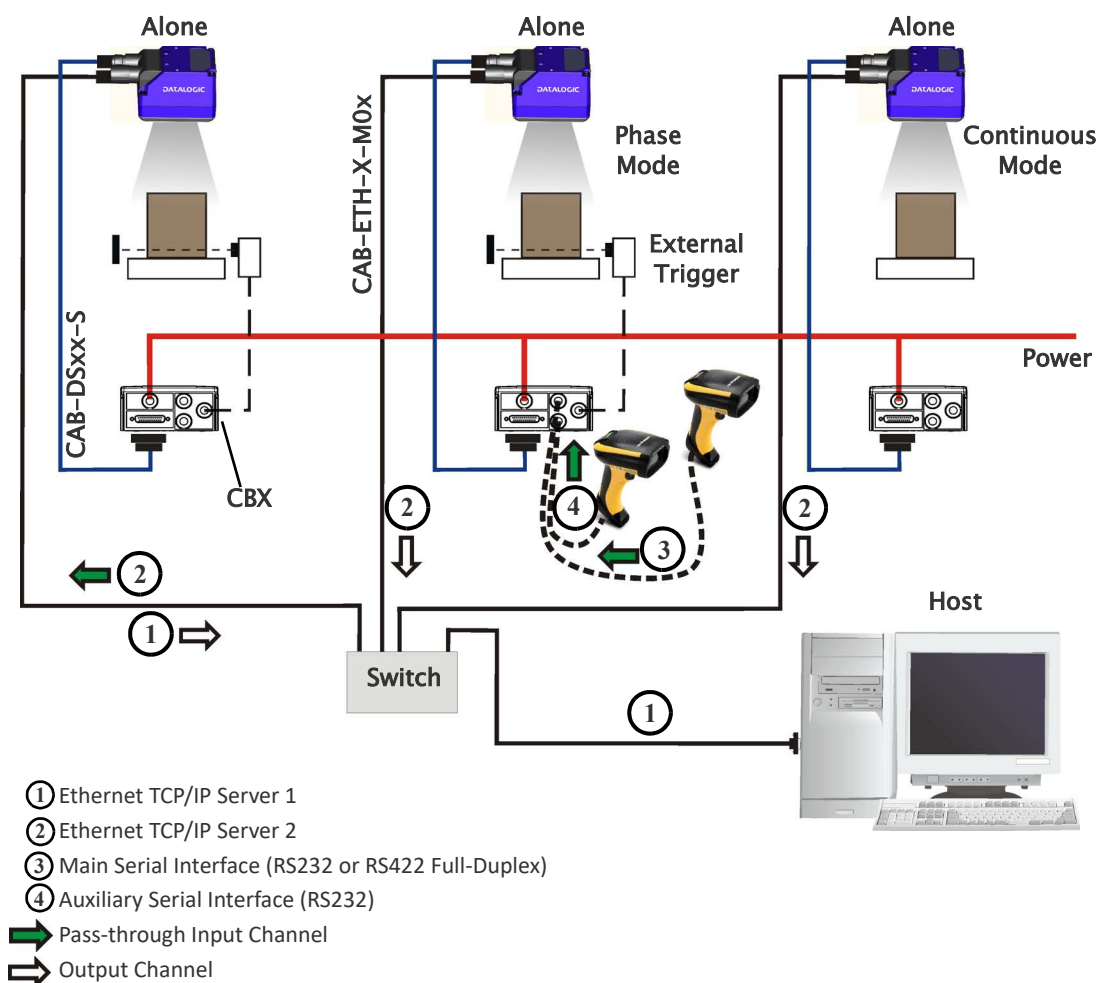 Alone
Alone
Alone
DATALOGIC
DATALOGIC
DATALOGIC
Phase
Mode
Continuous
Mode
CAB-ETH-X-M0x
External
Trigger
CAB-DSxx-S
Power
CBX
2
4
3
2
2
1
Host
Switch
1
1 Ethernet TCP/IP Server 1
2 Ethernet TCP/IP Server 2
3 Main Serial Interface (RS232 or RS422 Full-Duplex)
4 Auxiliary Serial Interface (RS232)
Pass-through Input Channel
Output Channel